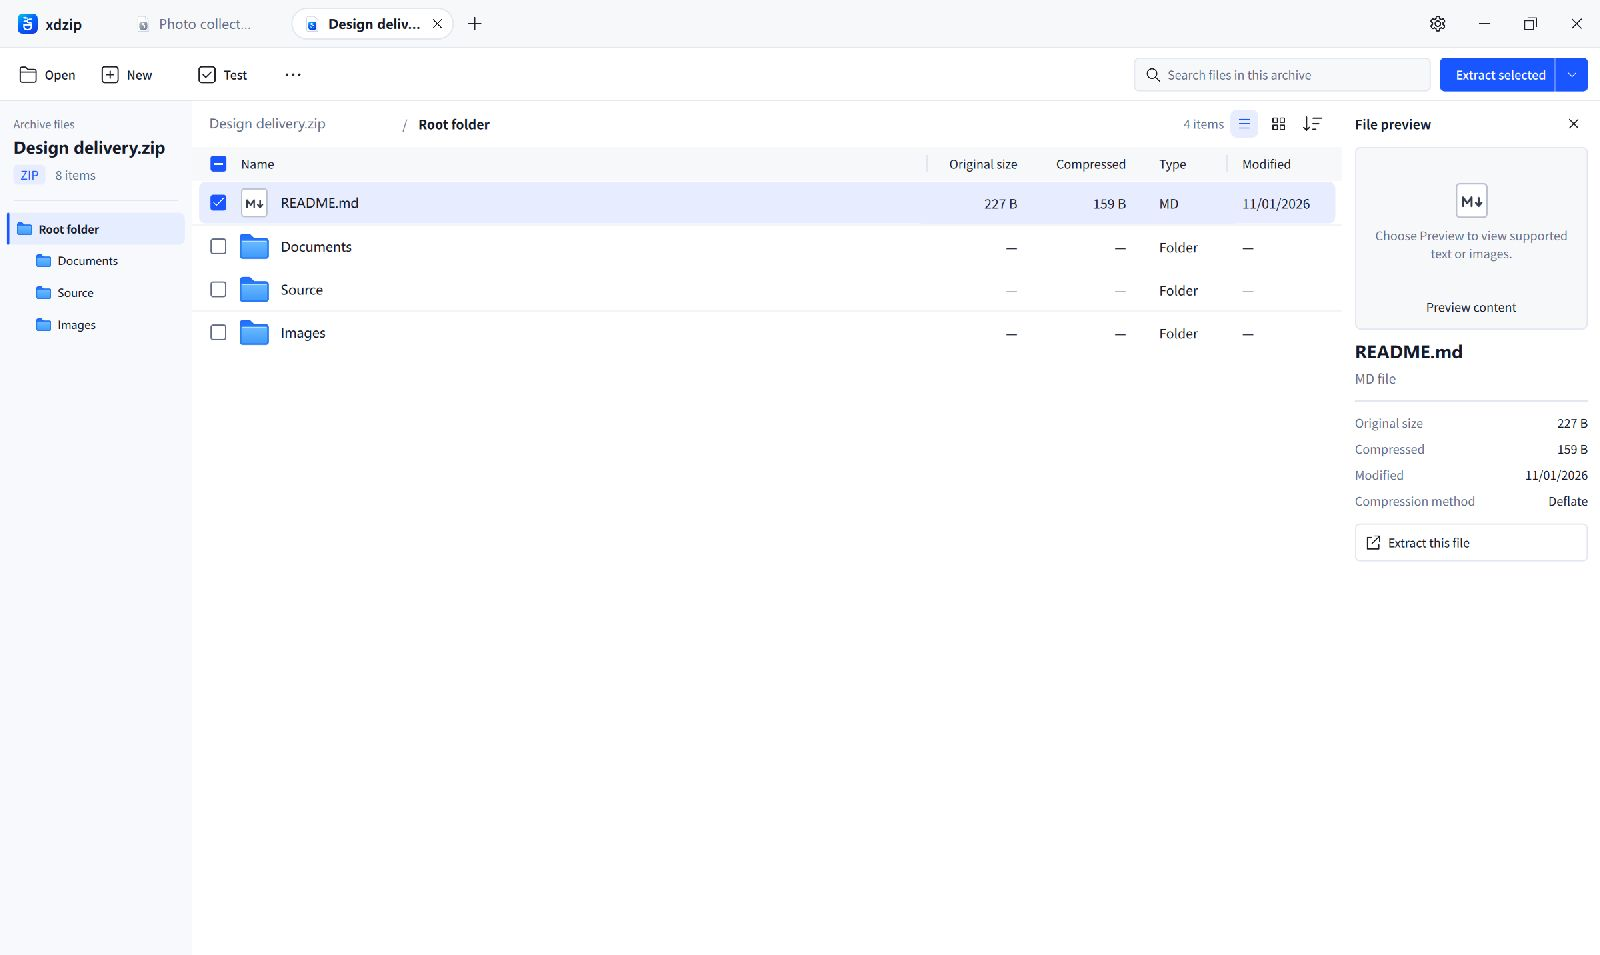 xdzip
Photo collect...
Design deliv...
Open
New
Test
Search files in this archive
Extract selected
Archive files
Design delivery.zip
ZIP 8 items
Root folder
Documents
Source
Images
Design delivery.zip / Root folder
4 items
Name Original size Compressed Type Modified
M README.md 227 B 159 B MD 11/01/2026
Documents — — Folder —
Source — — Folder —
Images — — Folder —
File preview
M
Choose Preview to view supported
text or images.
Preview content
README.md
MD file
Original size 227 B
Compressed 159 B
Modified 11/01/2026
Compression method Deflate
Extract this file